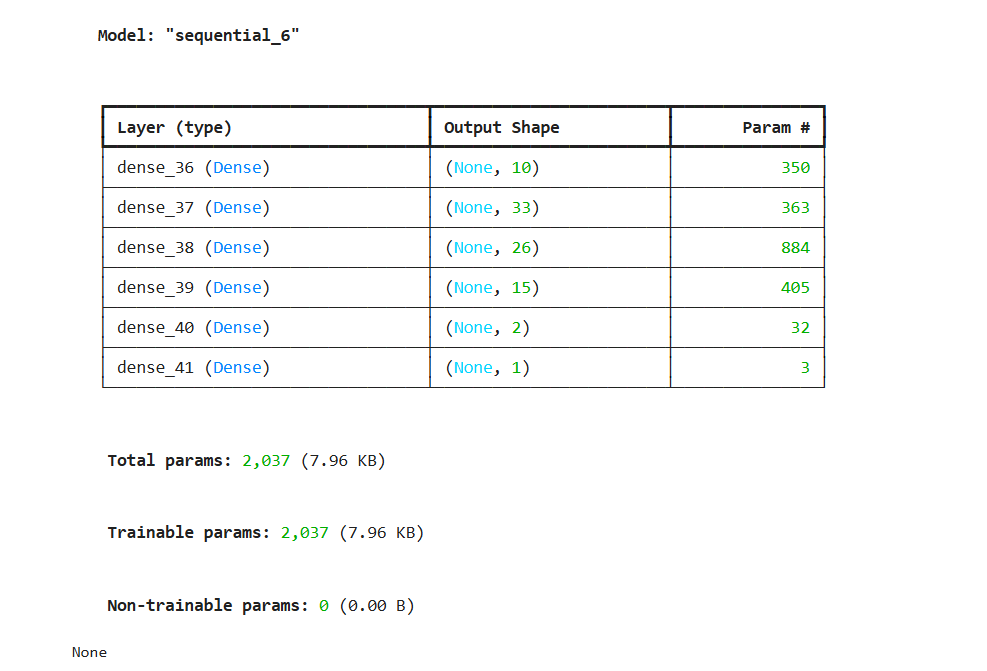 Model: "sequential_6"
Layer (type) Output Shape Param #
dense_36 (Dense) (None, 10) 350
dense_37 (Dense) (None, 33) 363
dense_38 (Dense) (None, 26) 884
dense_39 (Dense) (None, 15) 405
dense_40 (Dense) (None, 2) 32
dense_41 (Dense) (None, 1) 3
Total params: 2,037 (7.96 KB)
Trainable params: 2,037 (7.96 KB)
Non-trainable params: 0 (0.00 B)
None